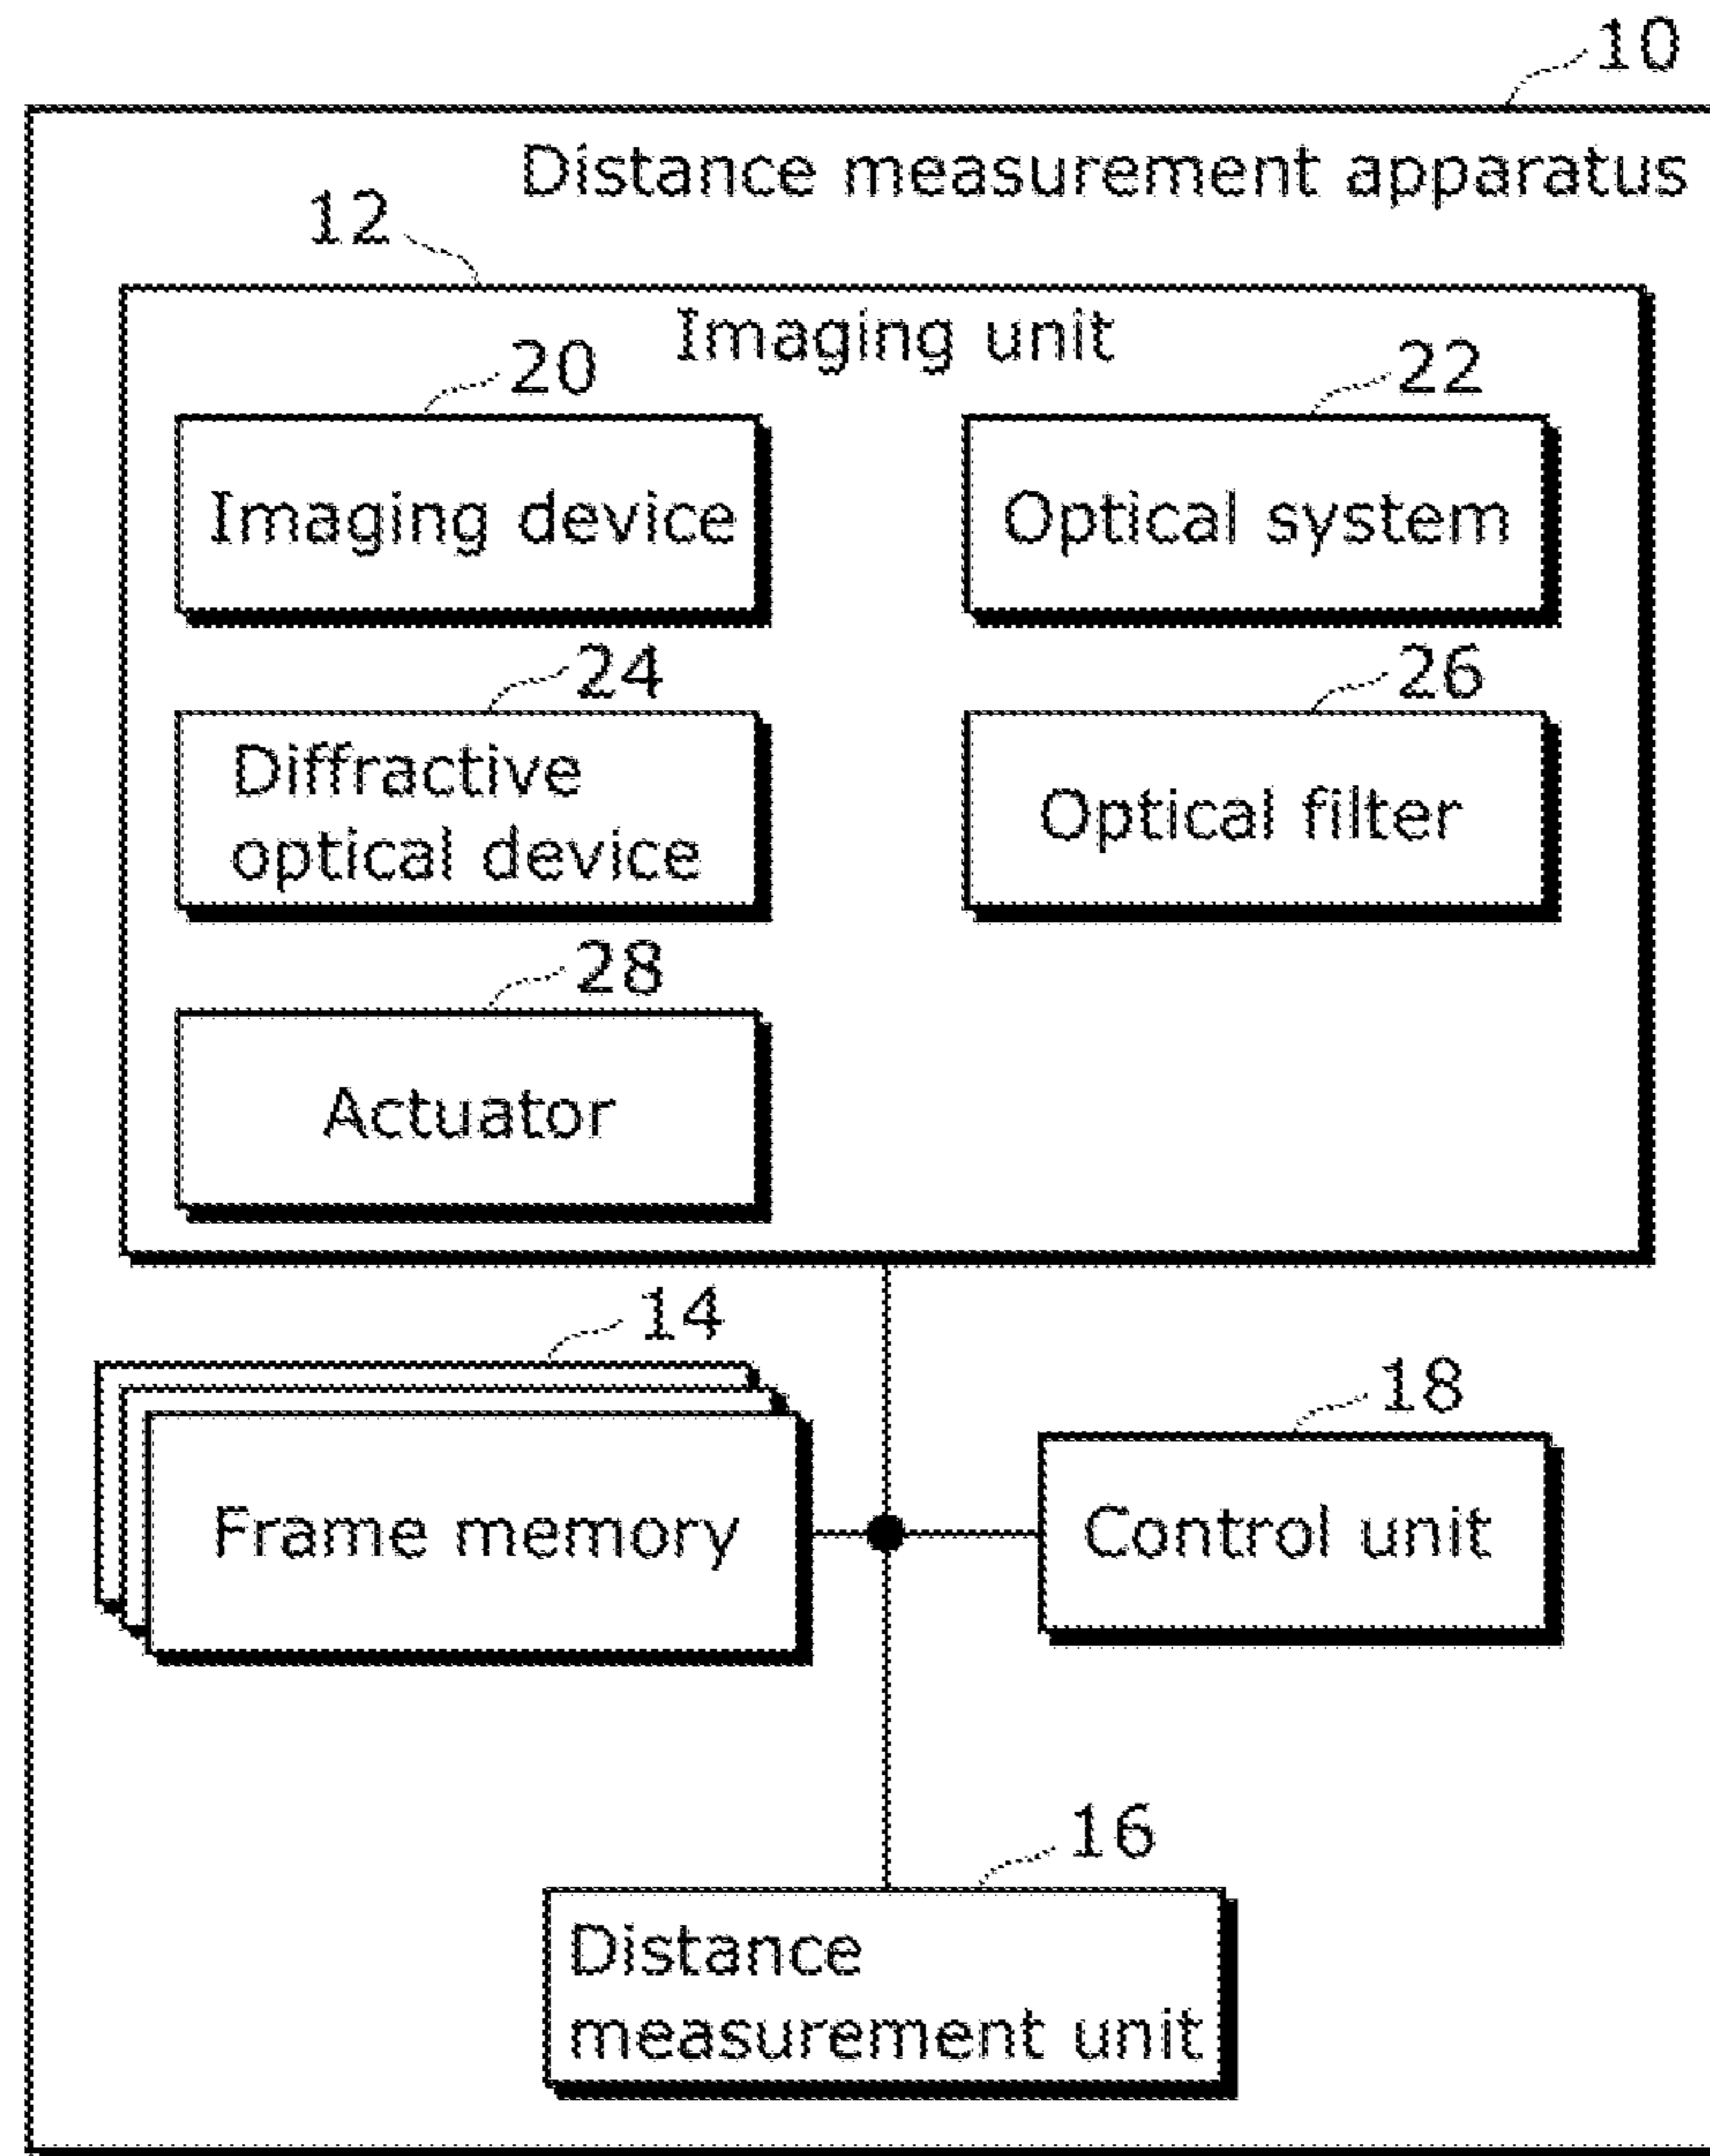 10
Distance measurement apparatus
12
Imaging unit
20
22
Imaging device
Optical system
24
26
Diffractive
optical device
Optical filter
28
Actuator
14
18
Frame memory
Control unit
16
Distance
measurement unit